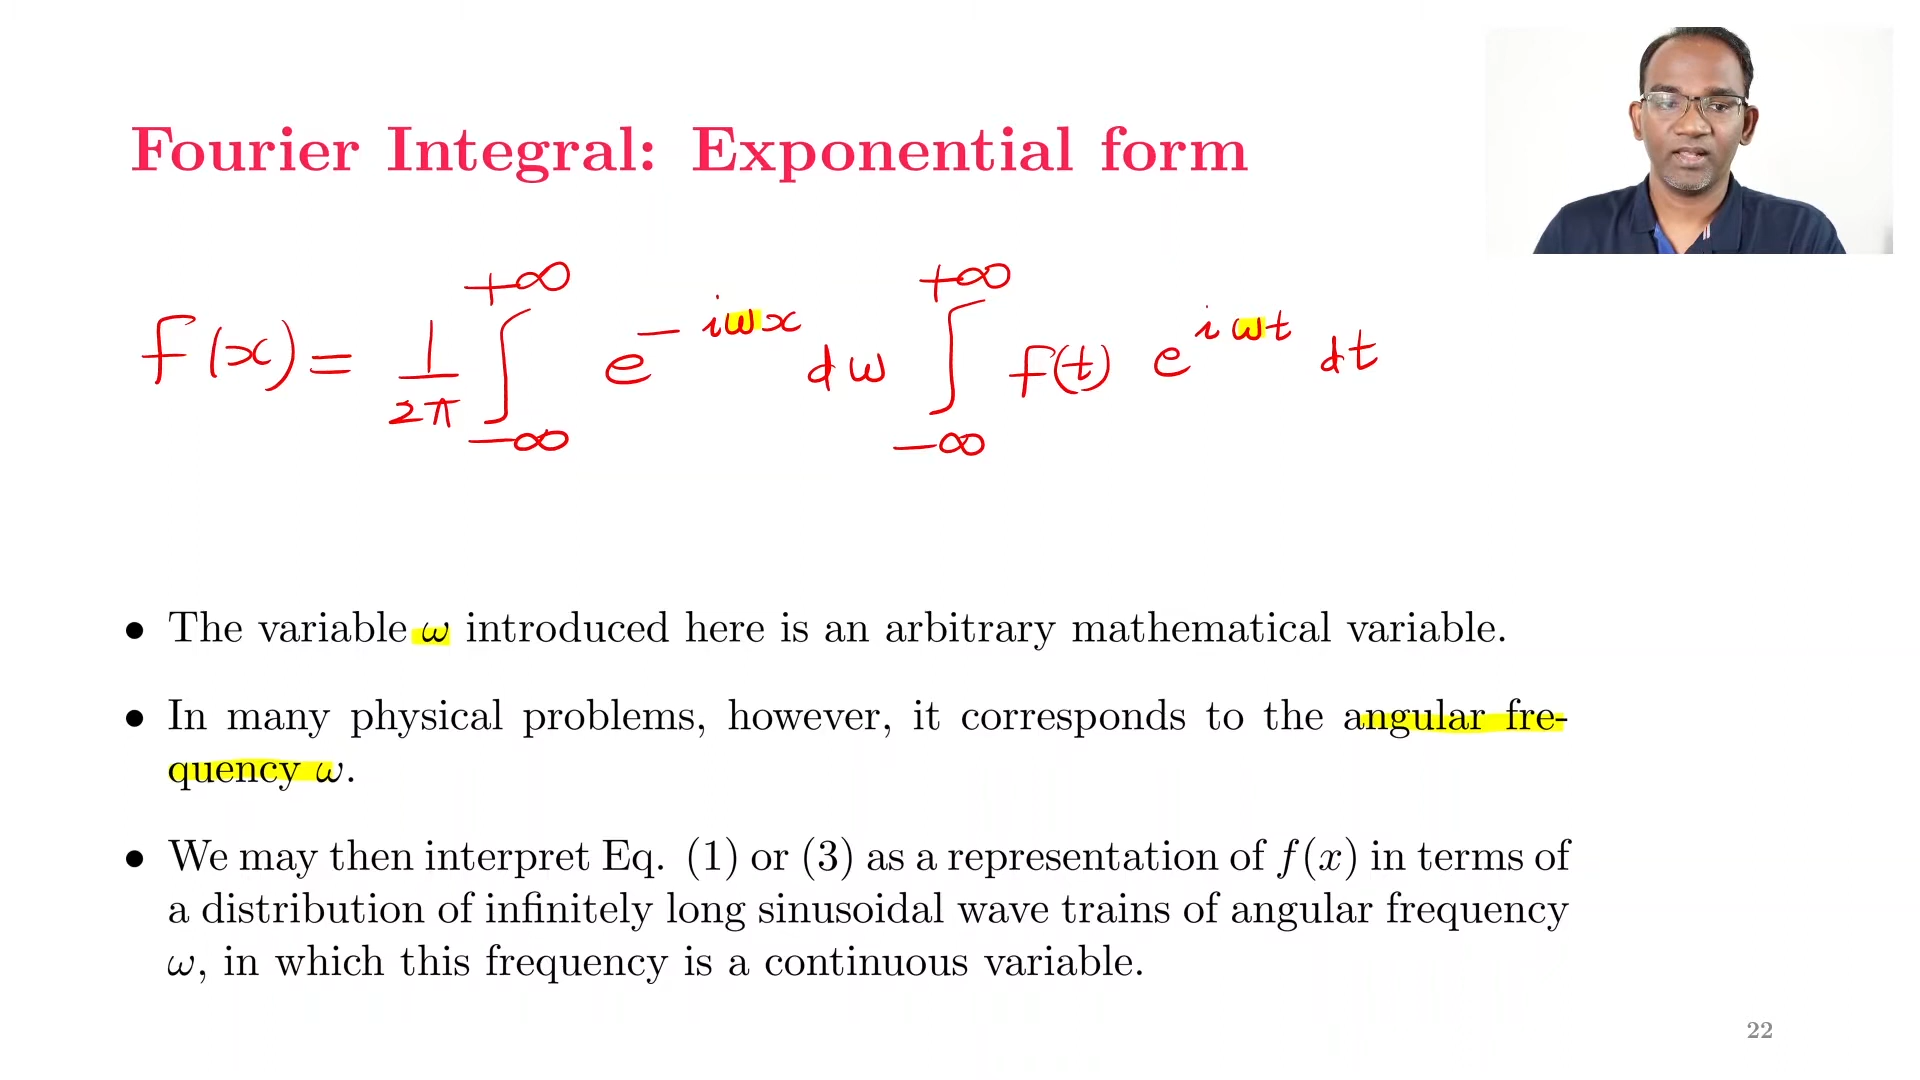 Fourier Integral: Exponential form
f(x) = \frac{1}{2π} \int_{-∞}^{+∞} e^{-iωx} dω \int_{-∞}^{+∞} f(t) e^{iωt} dt
• The variable ω introduced here is an arbitrary mathematical variable.
• In many physical problems, however, it corresponds to the angular fre-
quency ω.
• We may then interpret Eq. (1) or (3) as a representation of f(x) in terms of
a distribution of infinitely long sinusoidal wave trains of angular frequency
ω, in which this frequency is a continuous variable.
22